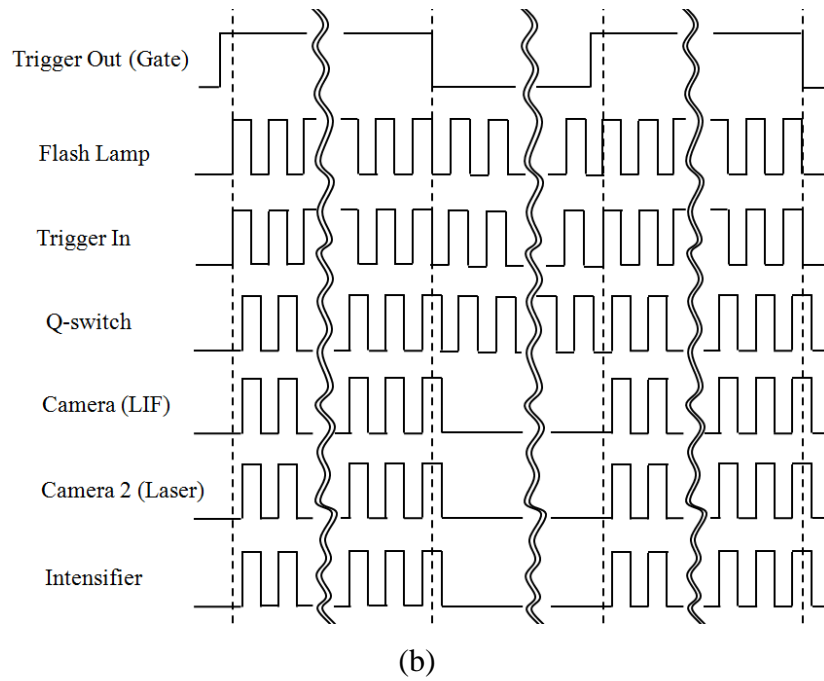 Trigger Out (Gate)
Flash Lamp
Trigger In
Q-switch
Camera (LIF)
Camera 2 (Laser)
Intensifier
(b)